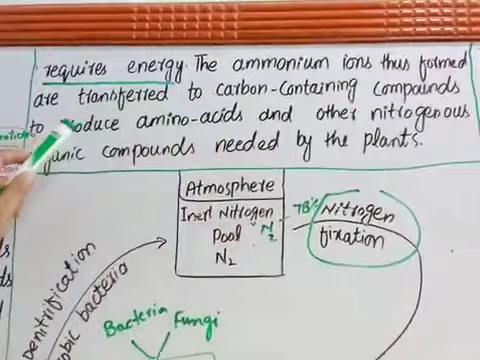 requires energy. The ammonium ions thus formed
are transferred to carbon-containing compounds
to produce amino-acids and other nitrogenous
compounds needed by the plants.
Atmosphere
Inert Nitrogen
Pool N2
N2
78%
Nitrogen
fixation
Denitrification
bacteria
Bacteria Fungi